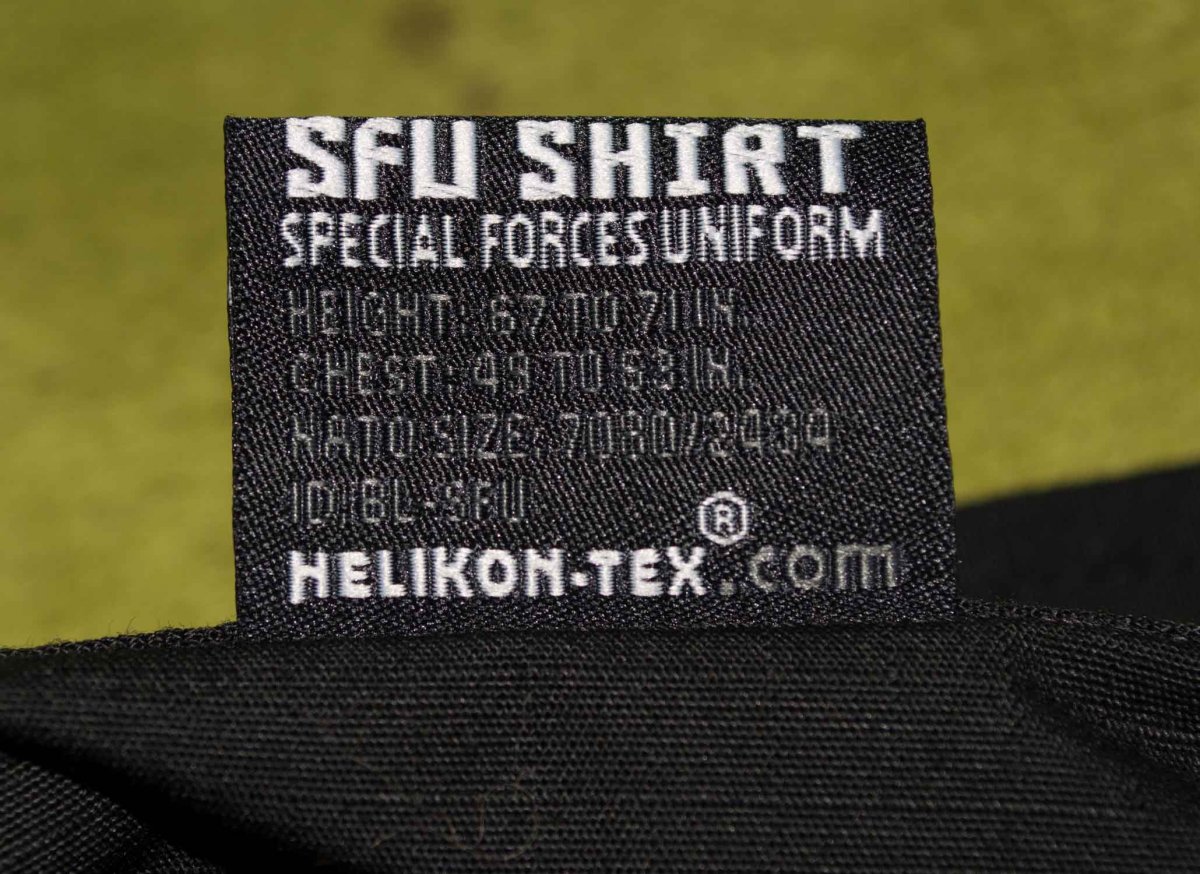 SFU SHIRT
SPECIAL FORCES UNIFORM
HEIGHT: 67 TO 71 IN.
CHEST: 49 TO 53 IN.
NATO SIZE: 7080/2434
ID: BL-SFU
HELIKON-TEX®.com